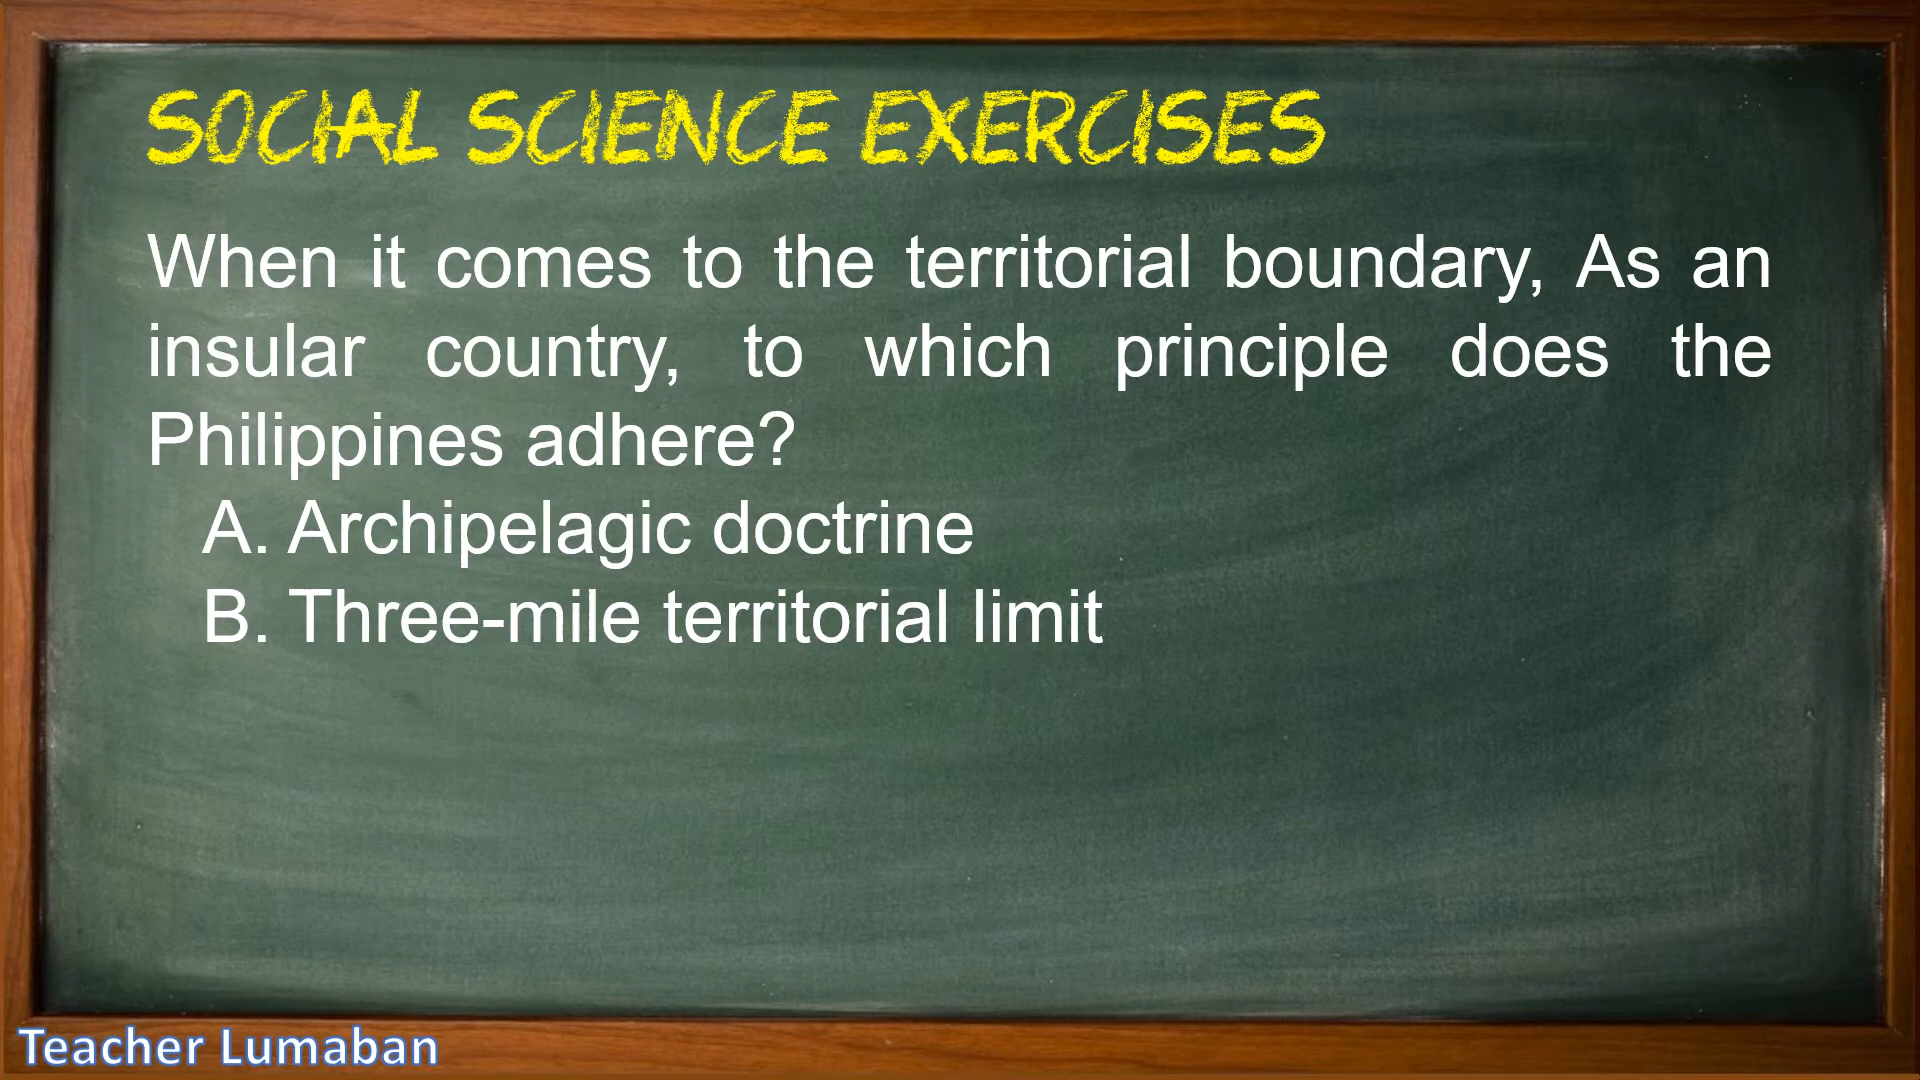 SOCIAL SCIENCE EXERCISES
When it comes to the territorial boundary, As an
insular country, to which principle does the
Philippines adhere?
A. Archipelagic doctrine
B. Three-mile territorial limit
Teacher Lumaban